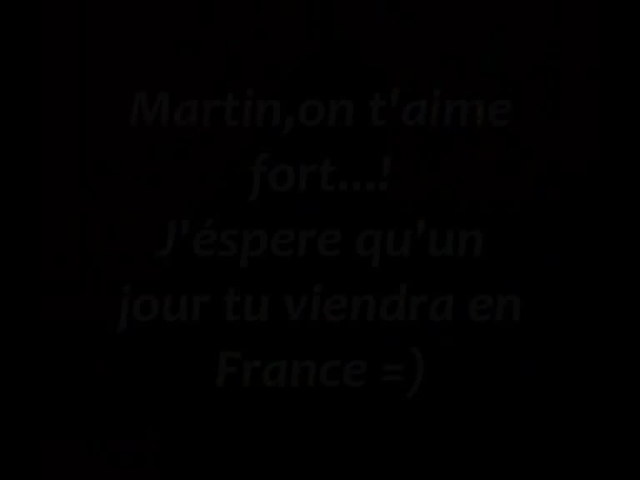 Martin,on t'aime
fort....!
J'éspere qu'un
jour tu viendra en
France =)